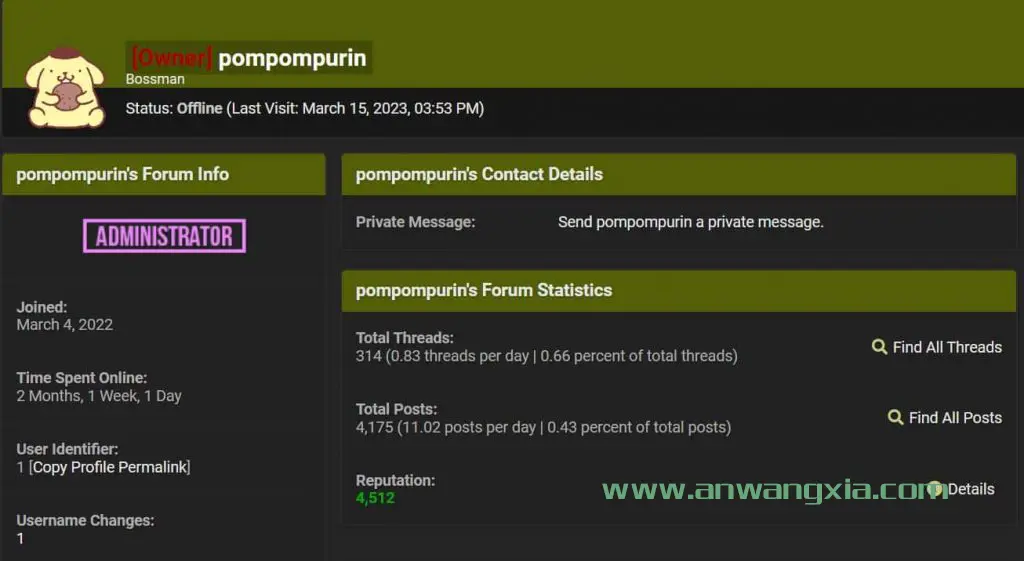 [Owner] pompompurin
Bossman
Status: Offline (Last Visit: March 15, 2023, 03:53 PM)
pompompurin's Forum Info
ADMINISTRATOR
Joined:
March 4, 2022
Time Spent Online:
2 Months, 1 Week, 1 Day
User Identifier:
1 [Copy Profile Permalink]
Username Changes:
1
pompompurin's Contact Details
Private Message: Send pompompurin a private message.
pompompurin's Forum Statistics
Total Threads:
314 (0.83 threads per day | 0.66 percent of total threads)
Find All Threads
Total Posts:
4,175 (11.02 posts per day | 0.43 percent of total posts)
Find All Posts
Reputation:
4,512
Details
www.anwangxia.com